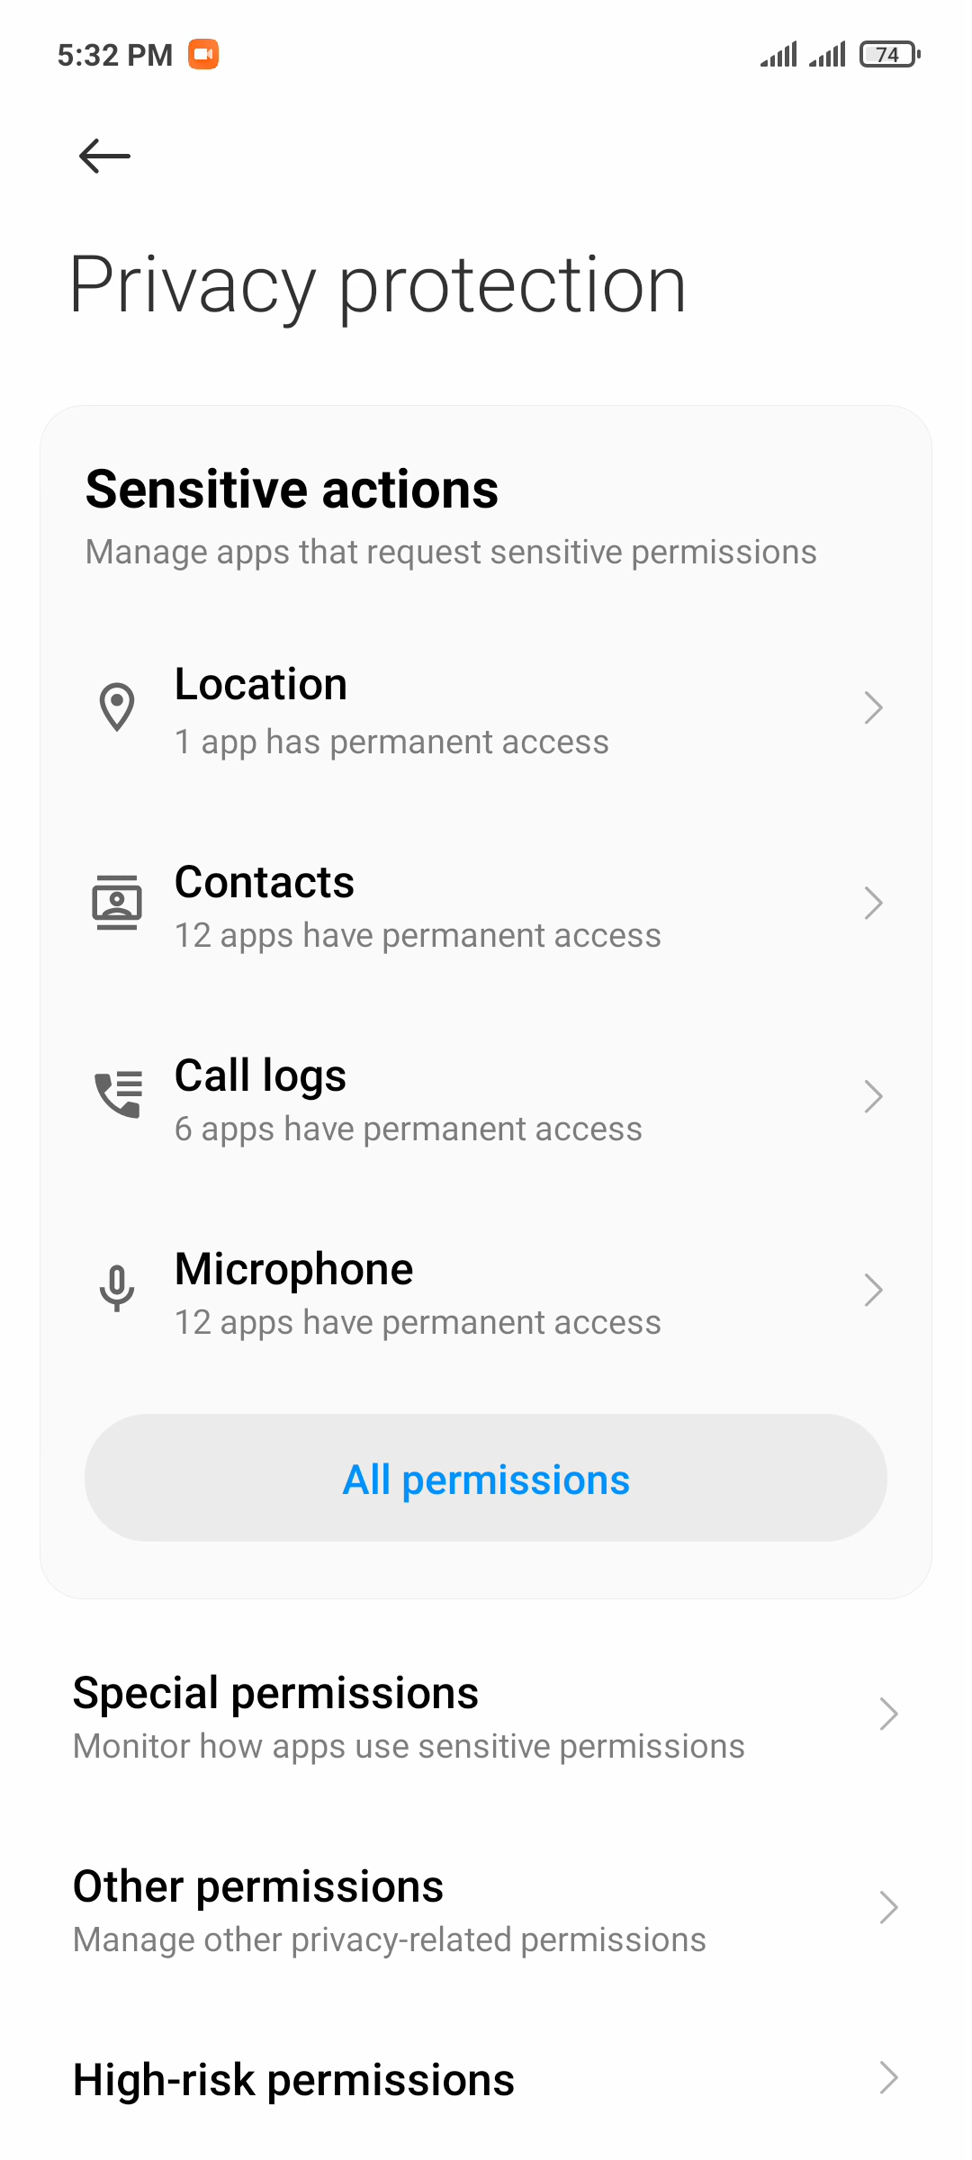 5:32 PM
74
Privacy protection
Sensitive actions
Manage apps that request sensitive permissions
Location
1 app has permanent access
Contacts
12 apps have permanent access
Call logs
6 apps have permanent access
Microphone
12 apps have permanent access
All permissions
Special permissions
Monitor how apps use sensitive permissions
Other permissions
Manage other privacy-related permissions
High-risk permissions